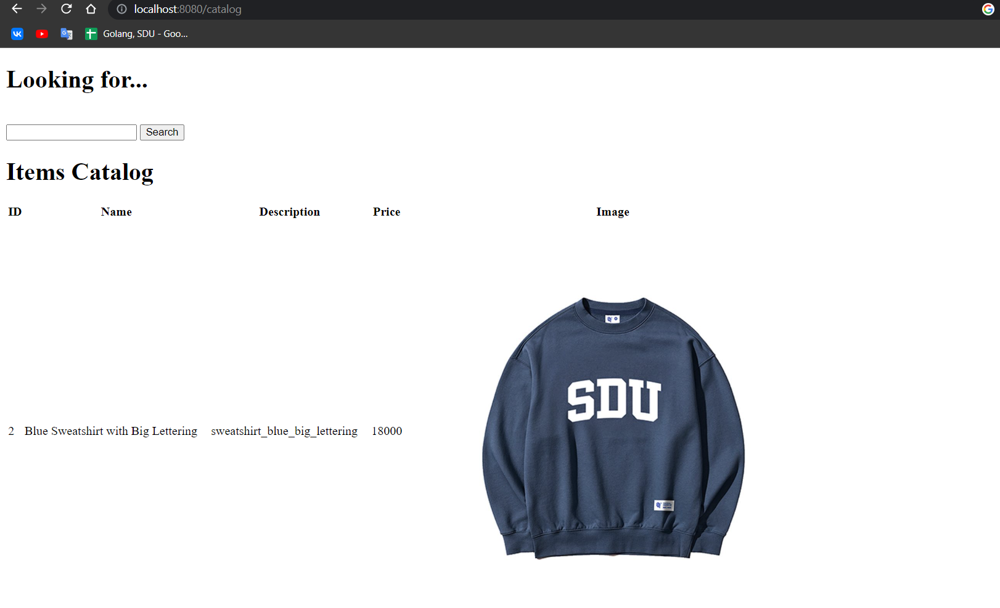 localhost:8080/catalog
Golang, SDU - Goo...
Looking for...
Search
Items Catalog
ID Name Description Price Image
2 Blue Sweatshirt with Big Lettering sweatshirt_blue_big_lettering 18000
SDU